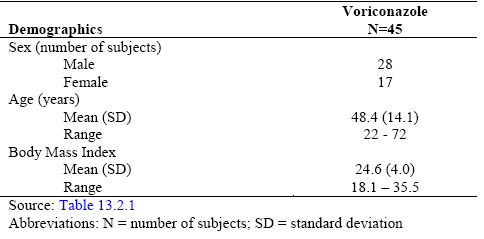 Voriconazole
Demographics N=45
Sex (number of subjects)
Male 28
Female 17
Age (years)
Mean (SD) 48.4 (14.1)
Range 22 - 72
Body Mass Index
Mean (SD) 24.6 (4.0)
Range 18.1 – 35.5
Source: Table 13.2.1
Abbreviations: N = number of subjects; SD = standard deviation